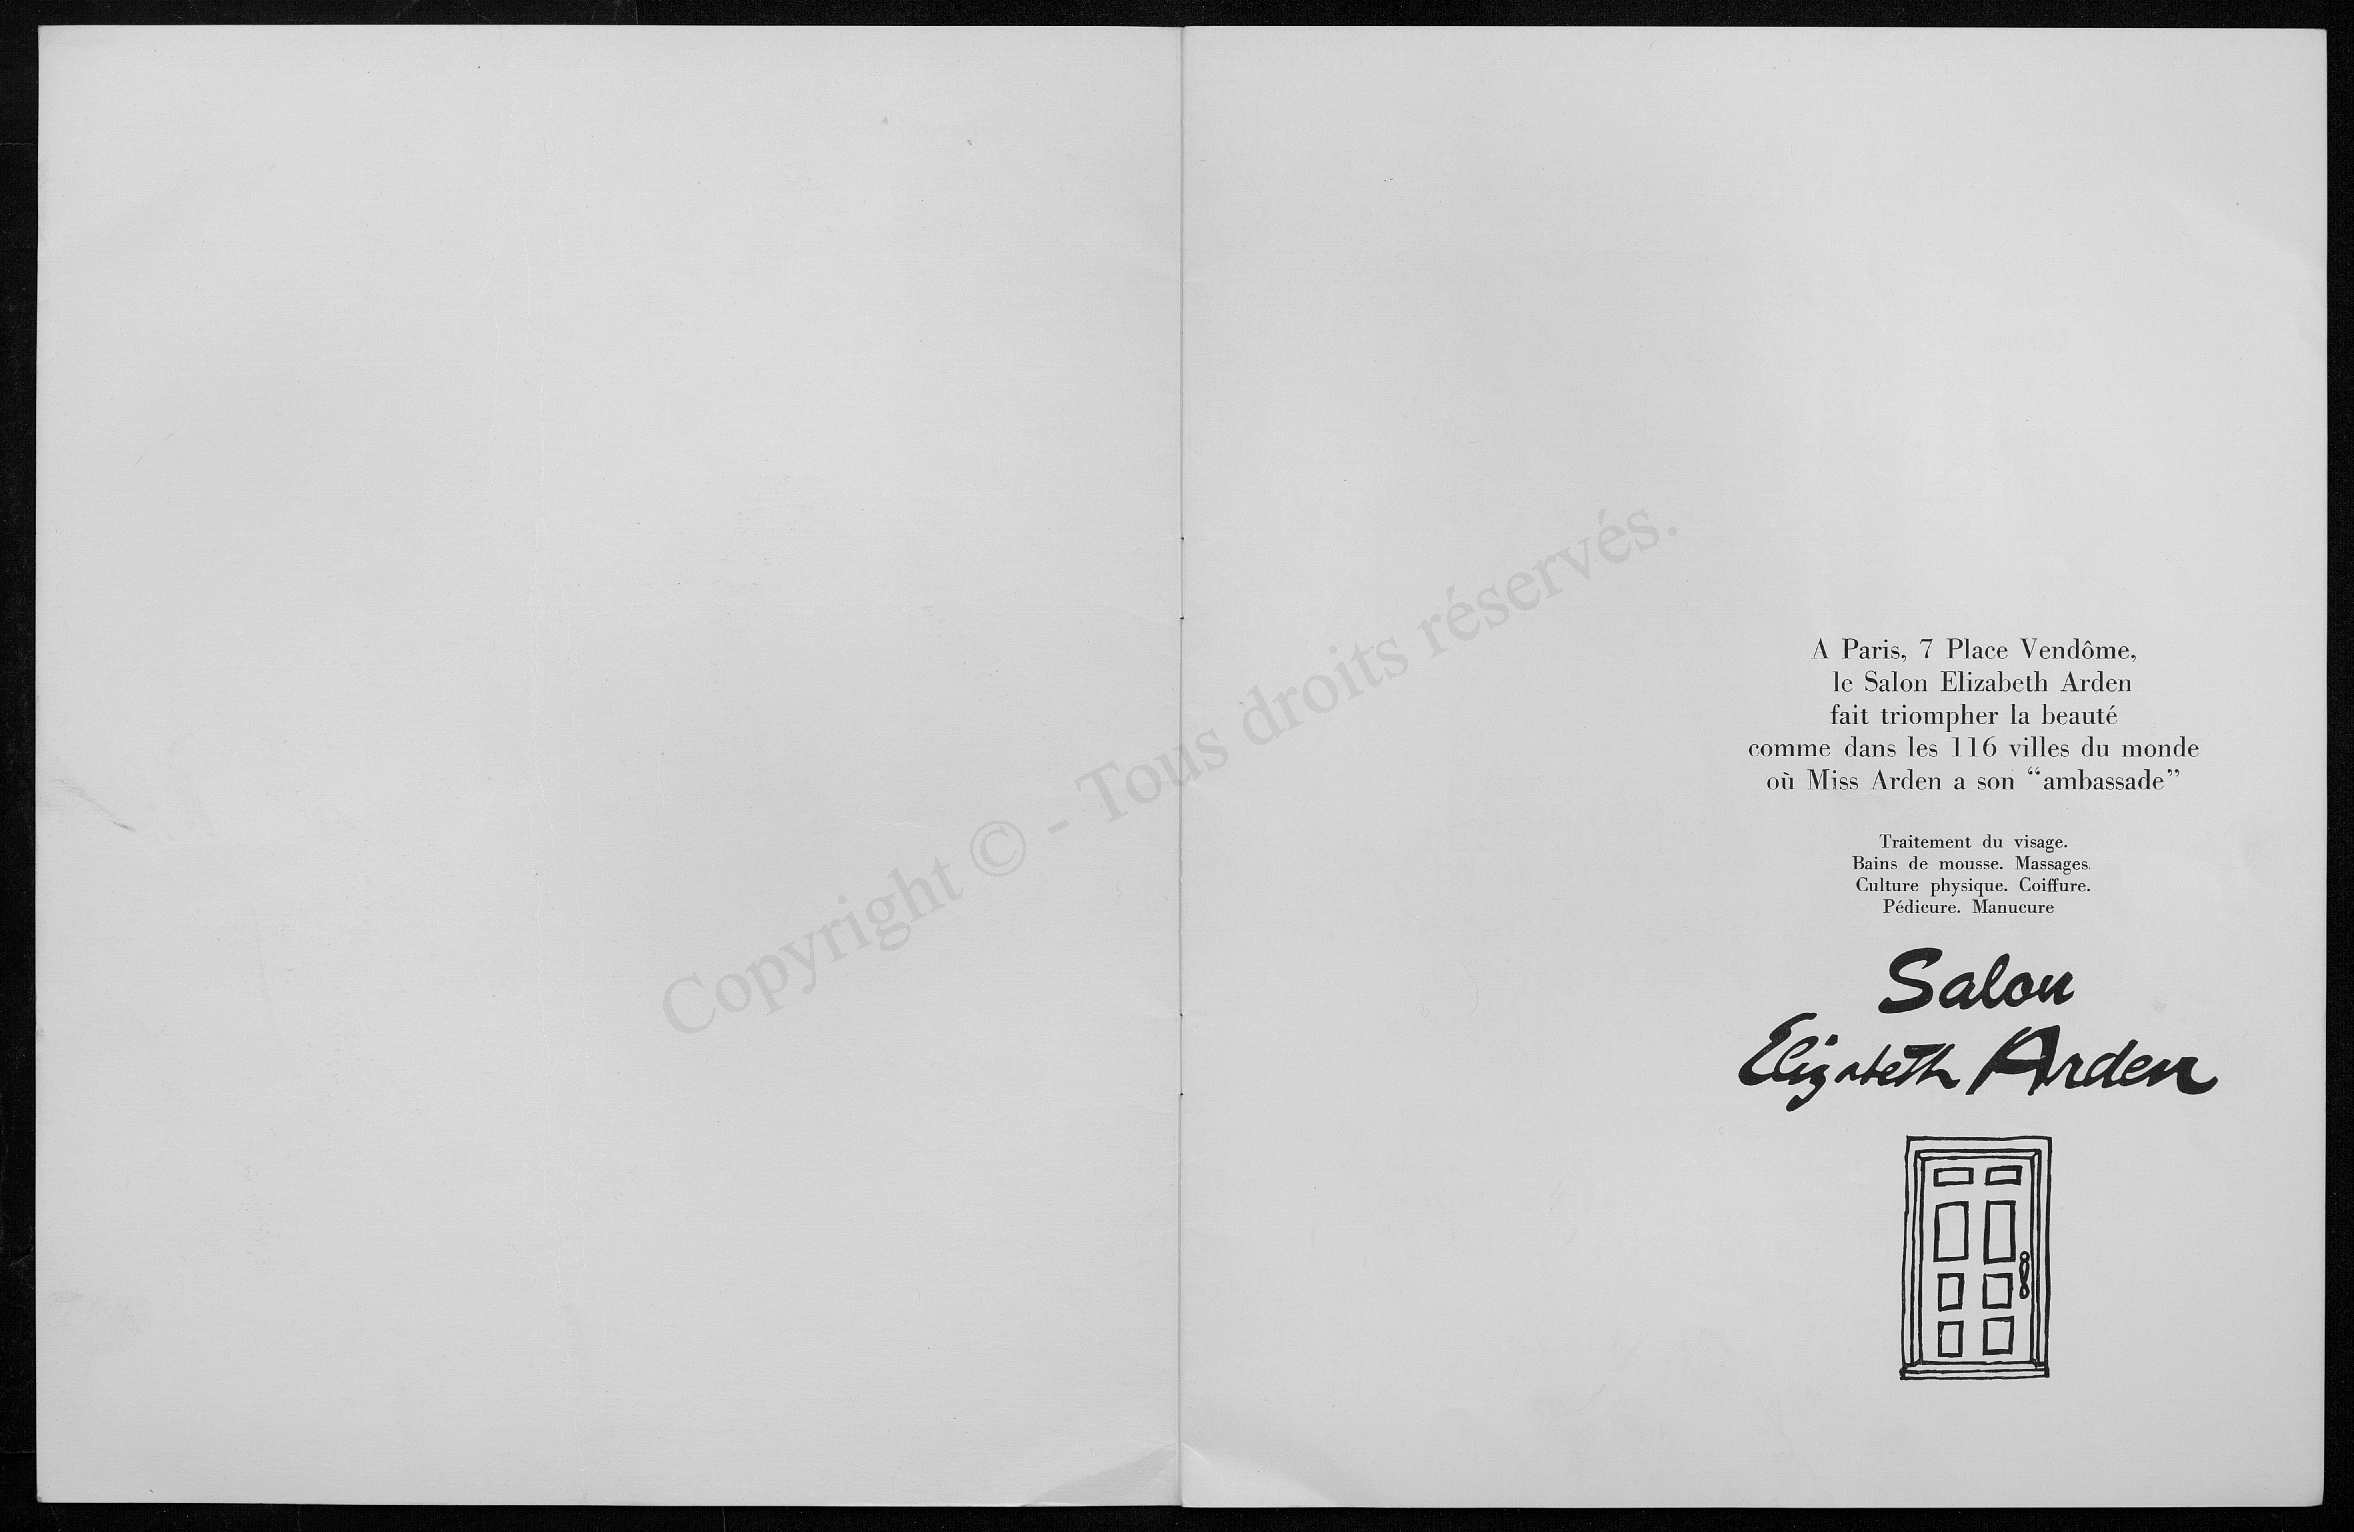 A Paris, 7 Place Vendôme,
le Salon Elizabeth Arden
fait triompher la beauté
comme dans les 116 villes du monde
où Miss Arden a son “ambassade”
Traitement du visage.
Bains de mousse. Massages.
Culture physique. Coiffure.
Pédicure. Manucure
Salon
Elizabeth Arden
Copyright © - Tous droits réservés.